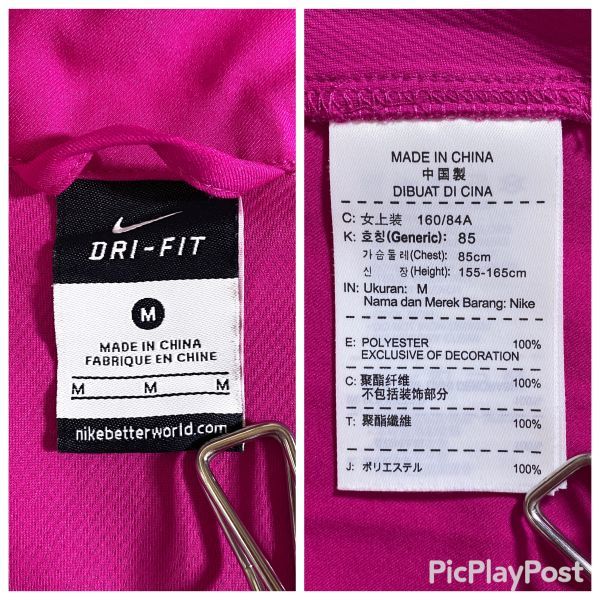 DRI-FIT
M
MADE IN CHINA
FABRIQUE EN CHINE
M M M
nikebetterworld.com
MADE IN CHINA
中国製
DIBUAT DI CINA
C: 女上装 160/84A
K: 호칭(Generic): 85
가슴둘레(Chest): 85cm
신 장(Height): 155-165cm
IN: Ukuran: M
Nama dan Merek Barang: Nike
E: POLYESTER 100%
EXCLUSIVE OF DECORATION
C: 聚酯纤维 100%
不包括装饰部分
T: 聚酯纖維 100%
J: ポリエステル 100%
PicPlayPost